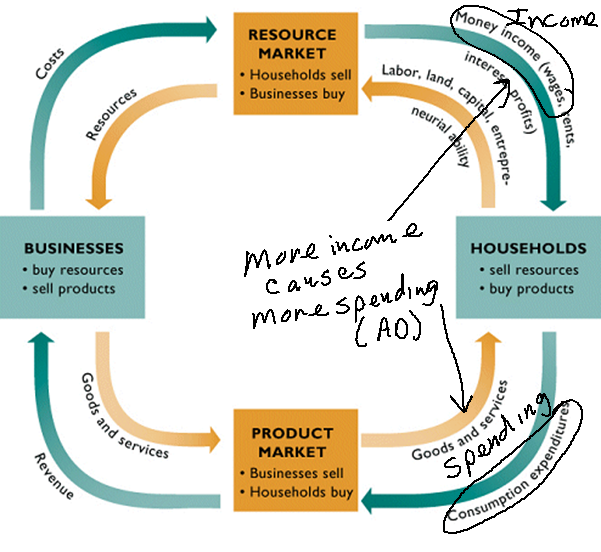 Income
Money income (wages, rents,
interest, profits)
Costs
RESOURCE
MARKET
• Households sell
• Businesses buy
Resources
Labor, land, capital, entrepre-
neurial ability
BUSINESSES
• buy resources
• sell products
More income
causes
more spending
(AD)
HOUSEHOLDS
• sell resources
• buy products
Goods and services
Revenue
PRODUCT
MARKET
• Businesses sell
• Households buy
Goods and services
spending
Consumption expenditures